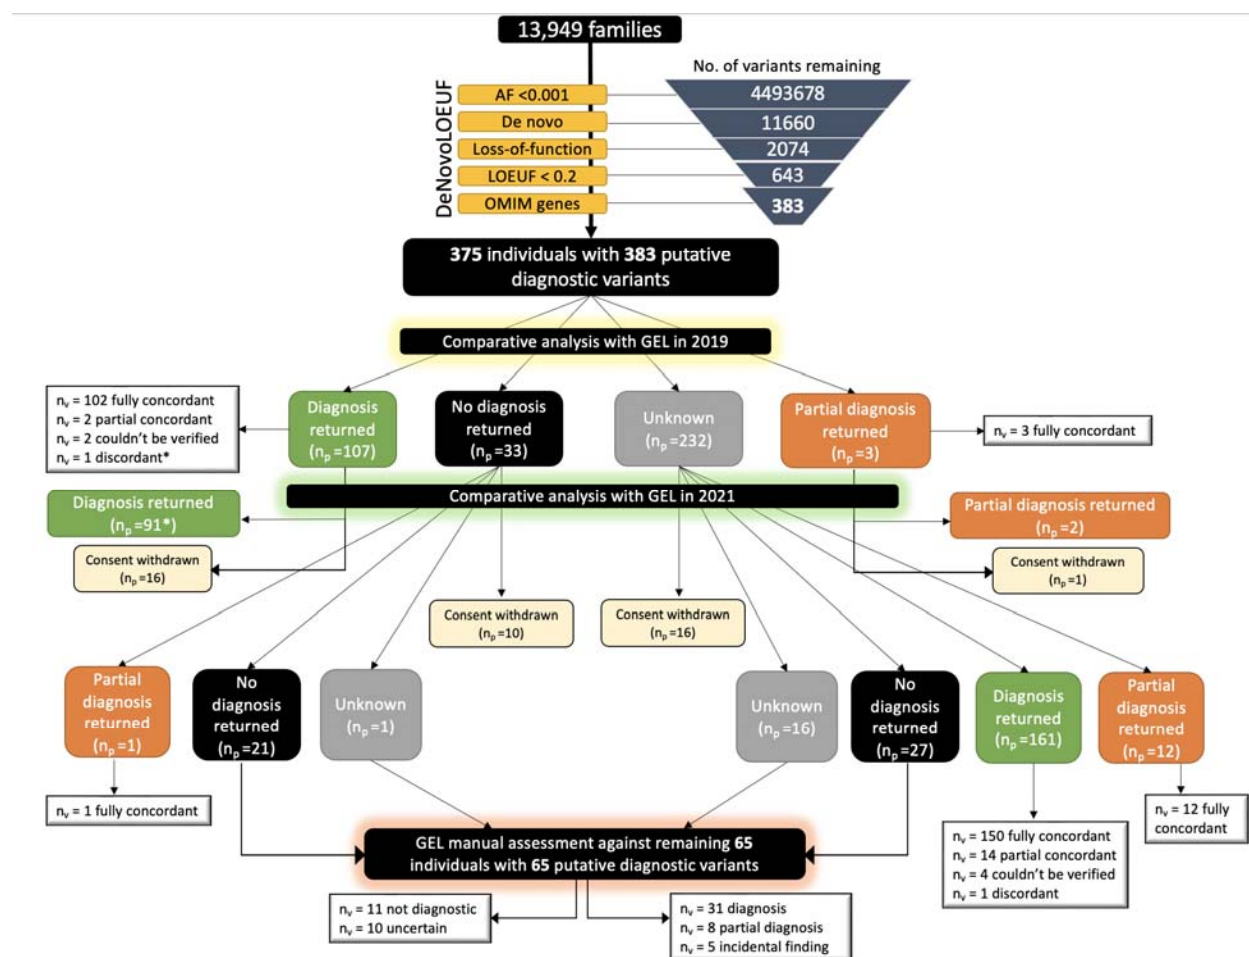 13,949 families
No. of variants remaining
DeNovoLOEUF
AF <0.001
4493678
De novo
11660
Loss-of-function
2074
LOEUF < 0.2
643
OMIM genes
383
375 individuals with 383 putative
diagnostic variants
Comparative analysis with GEL in 2019
nv = 102 fully concordant
nv = 2 partial concordant
nv = 2 couldn't be verified
nv = 1 discordant*
Diagnosis
returned
(np =107)
No diagnosis
returned
(np =33)
Unknown
(np =232)
Partial diagnosis
returned
(np =3)
nv = 3 fully concordant
Comparative analysis with GEL in 2021
Diagnosis returned
(np =91*)
Partial diagnosis returned
(np =2)
Consent withdrawn
(np =16)
Consent withdrawn
(np =1)
Consent withdrawn
(np =10)
Consent withdrawn
(np =16)
Partial
diagnosis
returned
(np =1)
No
diagnosis
returned
(np =21)
Unknown
(np =1)
Unknown
(np =16)
No
diagnosis
returned
(np =27)
Diagnosis
returned
(np =161)
Partial
diagnosis
returned
(np =12)
nv = 1 fully concordant
nv = 12 fully
concordant
nv = 150 fully concordant
nv = 14 partial concordant
nv = 4 couldn't be verified
nv = 1 discordant
GEL manual assessment against remaining 65
individuals with 65 putative diagnostic variants
nv = 11 not diagnostic
nv = 10 uncertain
nv = 31 diagnosis
nv = 8 partial diagnosis
nv = 5 incidental finding